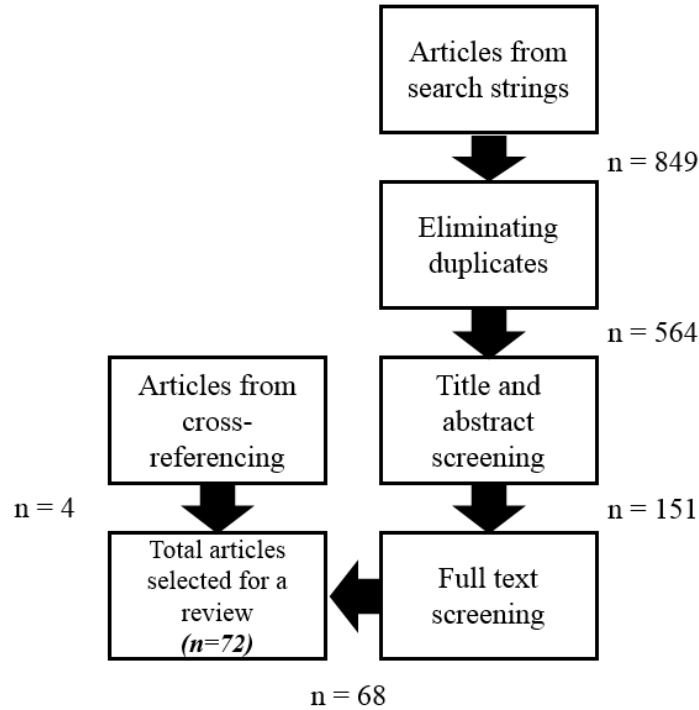 Articles from
search strings
n = 849
Eliminating
duplicates
n = 564
Title and
abstract
screening
n = 151
Full text
screening
n = 68
Articles from
cross-
referencing
n = 4
Total articles
selected for a
review
(n=72)